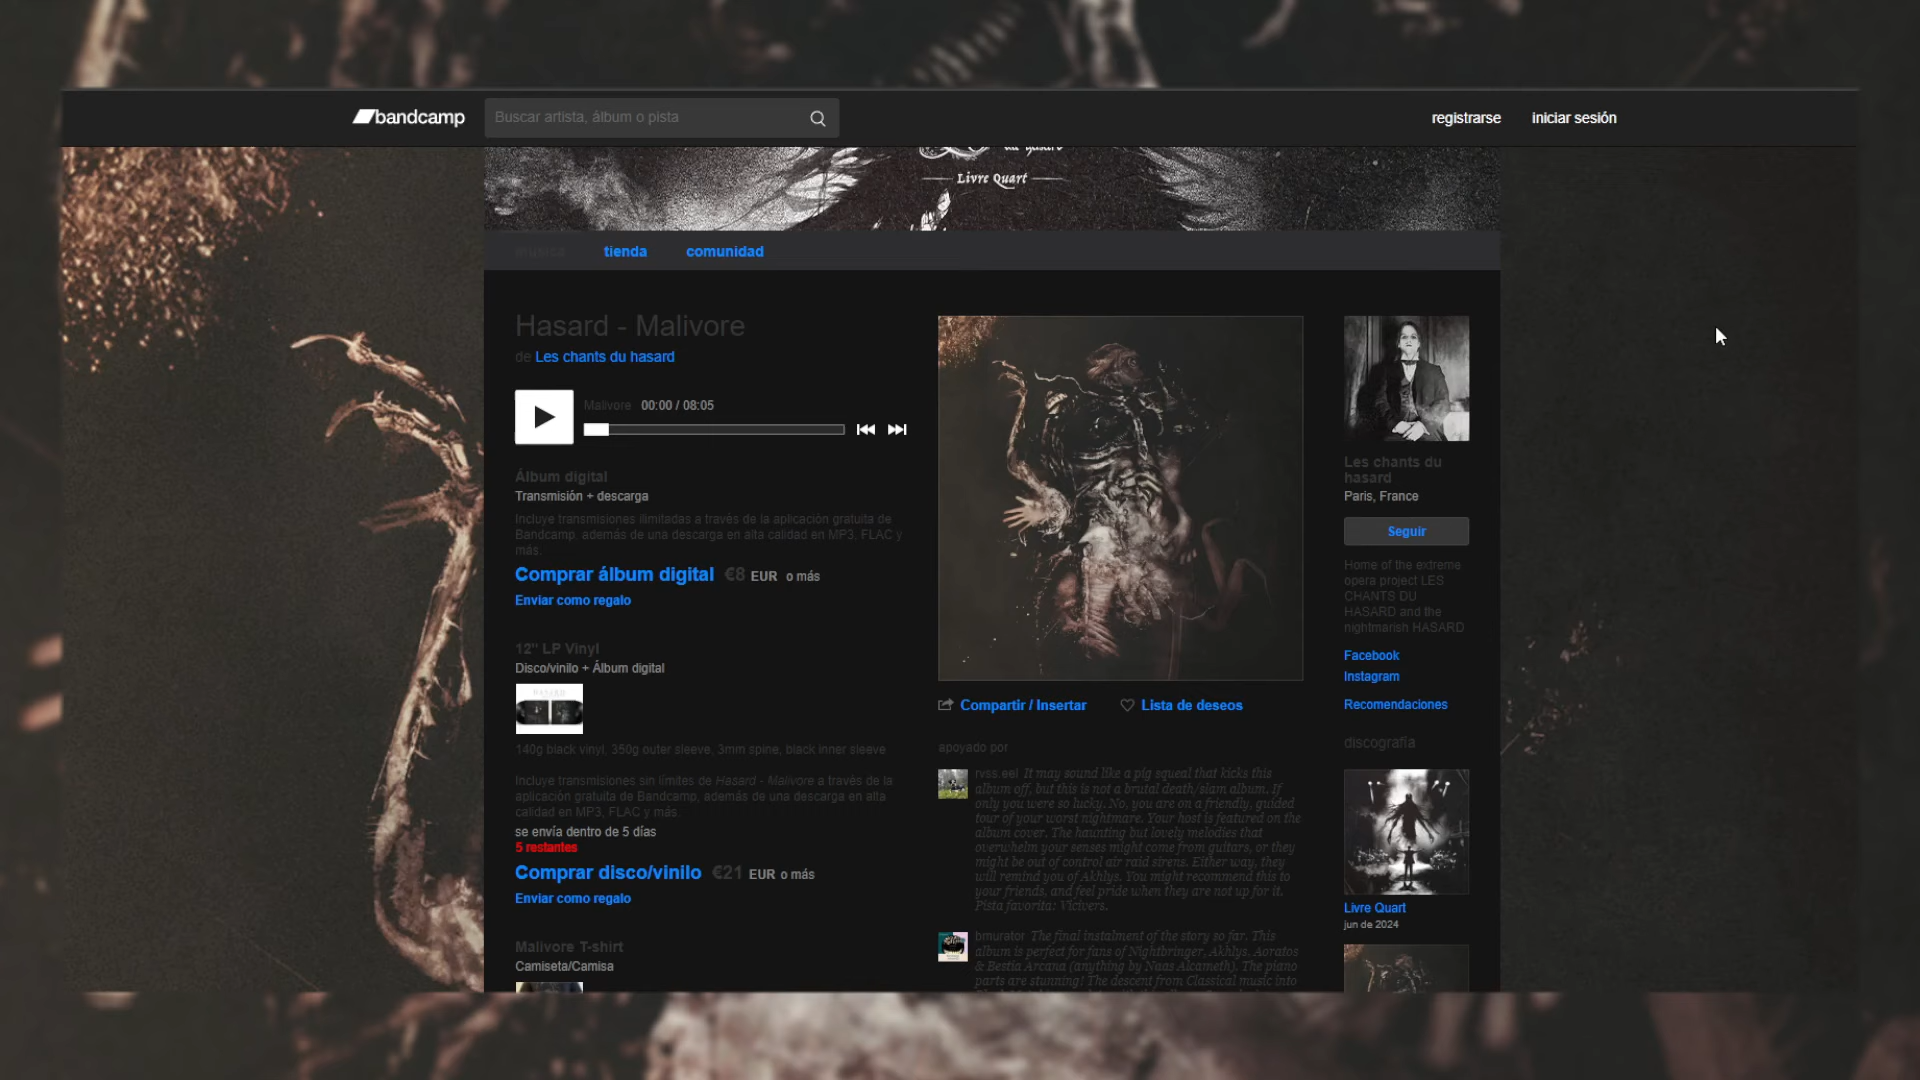 bandcamp
Buscar artista, álbum o pista
registrarse
iniciar sesión
Livre Quart
música
tienda
comunidad
Hasard - Malivore
de Les chants du hasard
Malivore 00:00 / 08:05
Álbum digital
Transmisión + descarga
Incluye transmisiones ilimitadas a través de la aplicación gratuita de
Bandcamp, además de una descarga en alta calidad en MP3, FLAC y
más.
Comprar álbum digital €8 EUR o más
Enviar como regalo
12" LP Vinyl
Disco/vinilo + Álbum digital
HASARD
140g black vinyl, 350g outer sleeve, 3mm spine, black inner sleeve
Incluye transmisiones sin límites de Hasard - Malivore a través de la
aplicación gratuita de Bandcamp, además de una descarga en alta
calidad en MP3, FLAC y más.
se envía dentro de 5 días
5 restantes
Comprar disco/vinilo €21 EUR o más
Enviar como regalo
Malivore T-shirt
Camiseta/Camisa
Compartir / Insertar
Lista de deseos
apoyado por
rvss.eel It may sound like a pig squeal that kicks this
album off, but this is not a brutal death/slam album. If
only you were so lucky. No, you are on a friendly, guided
tour of your worst nightmare. Your host is featured on the
album cover. The haunting but lovely melodies that
overwhelm your senses might come from guitars, or they
might be out of control air raid sirens. Either way, they
will remind you of Akhlys. You might recommend this to
your friends, and feel pride when they are not up for it.
Pista favorita: Vicivers.
bmurator The final instalment of the story so far. This
album is perfect for fans of Nightbringer, Akhlys, Aoratos
& Bestia Arcana (anything by Naas Alcameth). The piano
parts are stunning! The descent from Classical music into
Les chants du
hasard
Paris, France
Seguir
Home of the extreme
opera project LES
CHANTS DU
HASARD and the
nightmarish HASARD
Facebook
Instagram
Recomendaciones
discografía
Livre Quart
jun de 2024